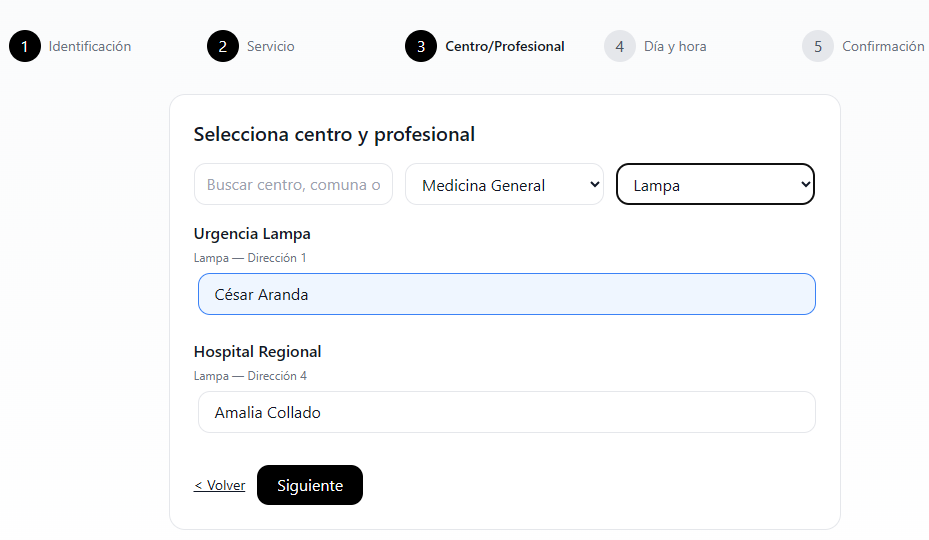 1 Identificación 2 Servicio 3 Centro/Profesional 4 Día y hora 5 Confirmación
Selecciona centro y profesional
Buscar centro, comuna o Medicina General Lampa
Urgencia Lampa
Lampa — Dirección 1
César Aranda
Hospital Regional
Lampa — Dirección 4
Amalia Collado
< Volver Siguiente